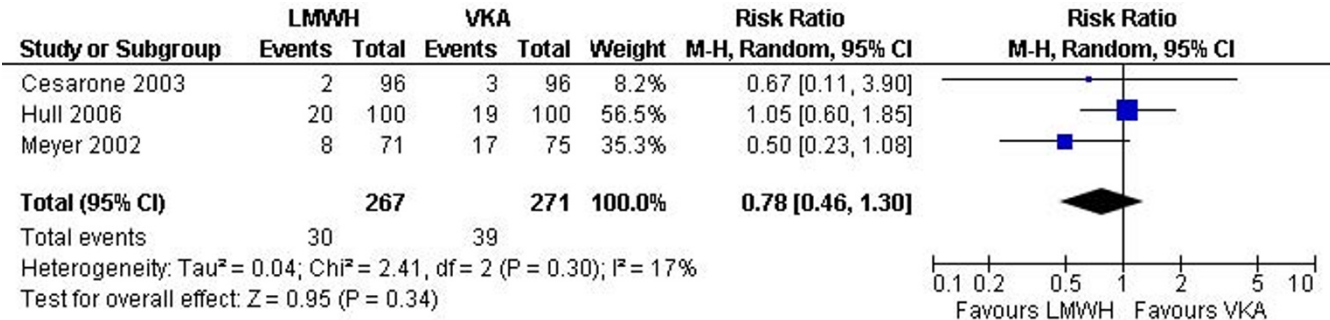 LMWH VKA Risk Ratio Risk Ratio
Study or Subgroup Events Total Events Total Weight M-H, Random, 95% CI M-H, Random, 95% CI
Cesarone 2003 2 96 3 96 8.2% 0.67 [0.11, 3.90]
Hull 2006 20 100 19 100 56.5% 1.05 [0.60, 1.85]
Meyer 2002 8 71 17 75 35.3% 0.50 [0.23, 1.08]
Total (95% CI) 267 271 100.0% 0.78 [0.46, 1.30]
Total events 30 39
Heterogeneity: Tau² = 0.04; Chi² = 2.41, df = 2 (P = 0.30); I² = 17%
Test for overall effect: Z = 0.95 (P = 0.34)
0.1 0.2 0.5 1 2 5 10
Favours LMWH Favours VKA